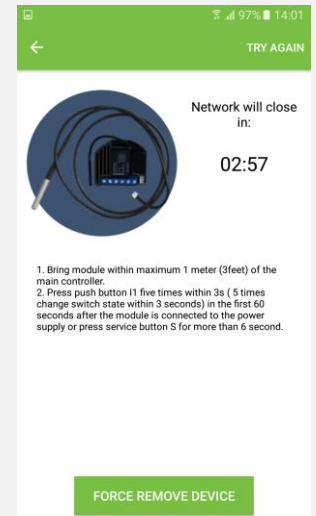 97% 14:01
TRY AGAIN
Network will close
in:
02:57
1. Bring module within maximum 1 meter (3feet) of the
main controller.
2. Press push button I1 five times within 3s ( 5 times
change switch state within 3 seconds) in the first 60
seconds after the module is connected to the power
supply or press service button S for more than 6 second.
FORCE REMOVE DEVICE